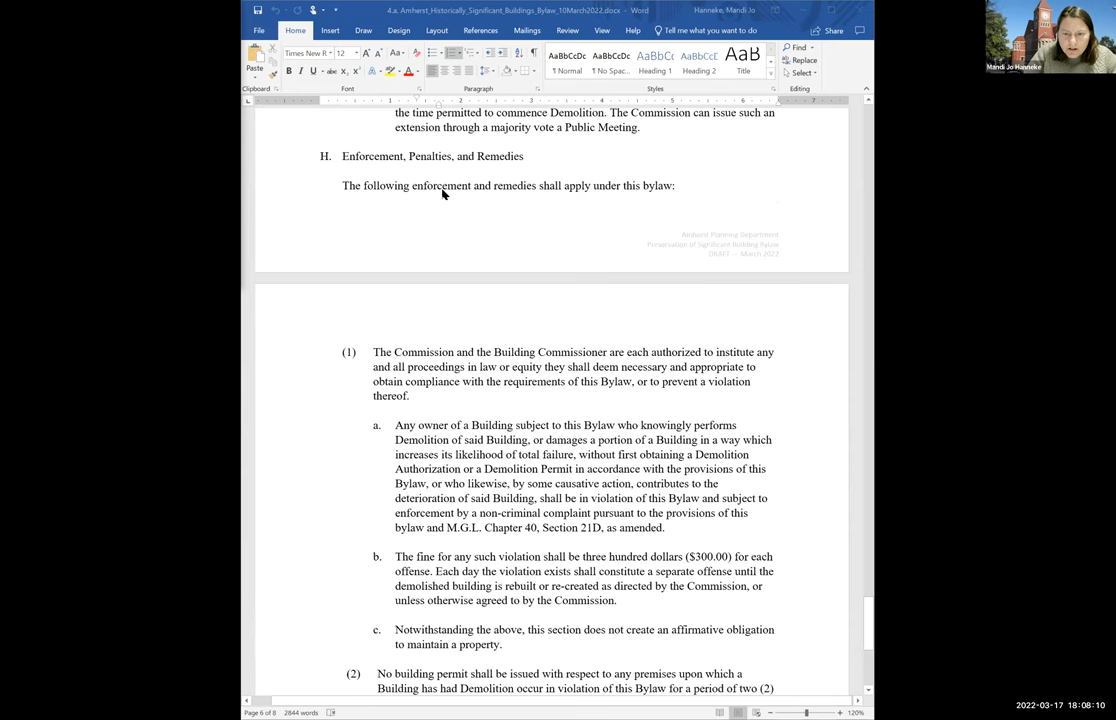 4.a. Amherst_Historically_Significant_Buildings_Bylaw_10March2022.docx - Word
Hanneke, Mandi Jo
File Home Insert Draw Design Layout References Mailings Review View Help Tell me what you want to do Share
Times New R 12 Aa AaBbCcDc AaBbCcDc AaBbCc AaBbCcC AaB Find
Replace
Paste B I U abc x₂ x² A ¶ Normal ¶ No Spac... Heading 1 Heading 2 Title Select
Clipboard Font Paragraph Styles Editing
1 1 2 3 4 5 6 7
the time permitted to commence Demolition. The Commission can issue such an
extension through a majority vote a Public Meeting.
H. Enforcement, Penalties, and Remedies
The following enforcement and remedies shall apply under this bylaw:
Amherst Planning Department
Preservation of Significant Building Bylaw
DRAFT — March 2022
(1) The Commission and the Building Commissioner are each authorized to institute any
and all proceedings in law or equity they shall deem necessary and appropriate to
obtain compliance with the requirements of this Bylaw, or to prevent a violation
thereof.
a. Any owner of a Building subject to this Bylaw who knowingly performs
Demolition of said Building, or damages a portion of a Building in a way which
increases its likelihood of total failure, without first obtaining a Demolition
Authorization or a Demolition Permit in accordance with the provisions of this
Bylaw, or who likewise, by some causative action, contributes to the
deterioration of said Building, shall be in violation of this Bylaw and subject to
enforcement by a non-criminal complaint pursuant to the provisions of this
bylaw and M.G.L. Chapter 40, Section 21D, as amended.
b. The fine for any such violation shall be three hundred dollars ($300.00) for each
offense. Each day the violation exists shall constitute a separate offense until the
demolished building is rebuilt or re-created as directed by the Commission, or
unless otherwise agreed to by the Commission.
c. Notwithstanding the above, this section does not create an affirmative obligation
to maintain a property.
(2) No building permit shall be issued with respect to any premises upon which a
Building has had Demolition occur in violation of this Bylaw for a period of two (2)
Page 6 of 8 2844 words 120%
Mandi Jo Hanneke
2022-03-17 18:08:10